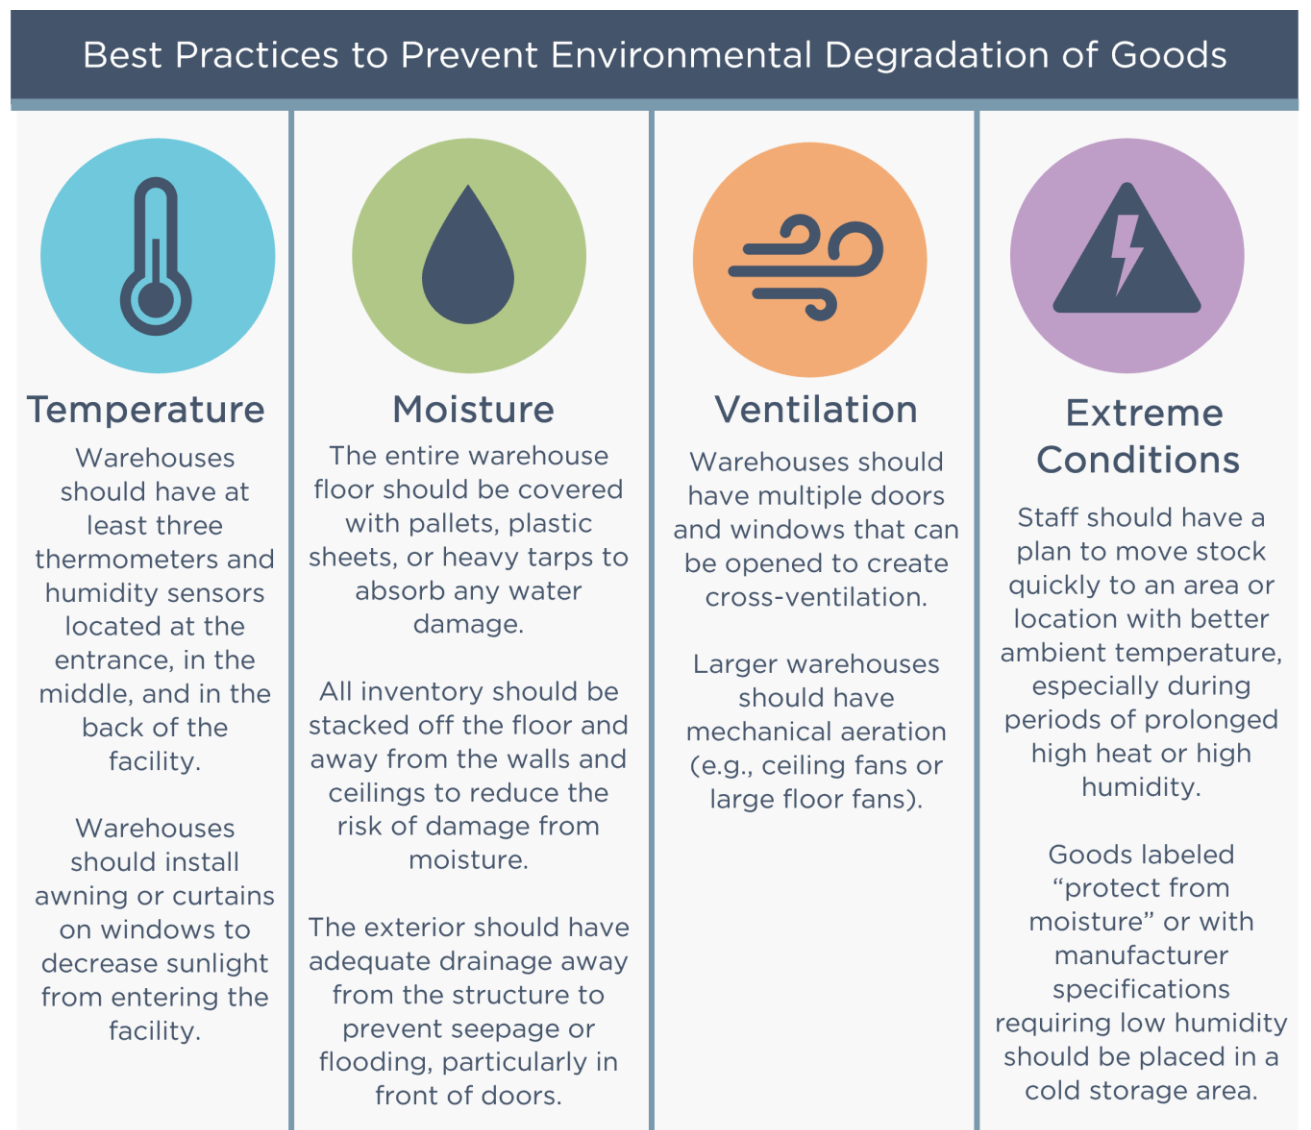 Best Practices to Prevent Environmental Degradation of Goods
Temperature
Warehouses
should have at
least three
thermometers and
humidity sensors
located at the
entrance, in the
middle, and in the
back of the
facility.
Warehouses
should install
awning or curtains
on windows to
decrease sunlight
from entering the
facility.
Moisture
The entire warehouse
floor should be covered
with pallets, plastic
sheets, or heavy tarps to
absorb any water
damage.
All inventory should be
stacked off the floor and
away from the walls and
ceilings to reduce the
risk of damage from
moisture.
The exterior should have
adequate drainage away
from the structure to
prevent seepage or
flooding, particularly in
front of doors.
Ventilation
Warehouses should
have multiple doors
and windows that can
be opened to create
cross-ventilation.
Larger warehouses
should have
mechanical aeration
(e.g., ceiling fans or
large floor fans).
Extreme
Conditions
Staff should have a
plan to move stock
quickly to an area or
location with better
ambient temperature,
especially during
periods of prolonged
high heat or high
humidity.
Goods labeled
“protect from
moisture” or with
manufacturer
specifications
requiring low humidity
should be placed in a
cold storage area.